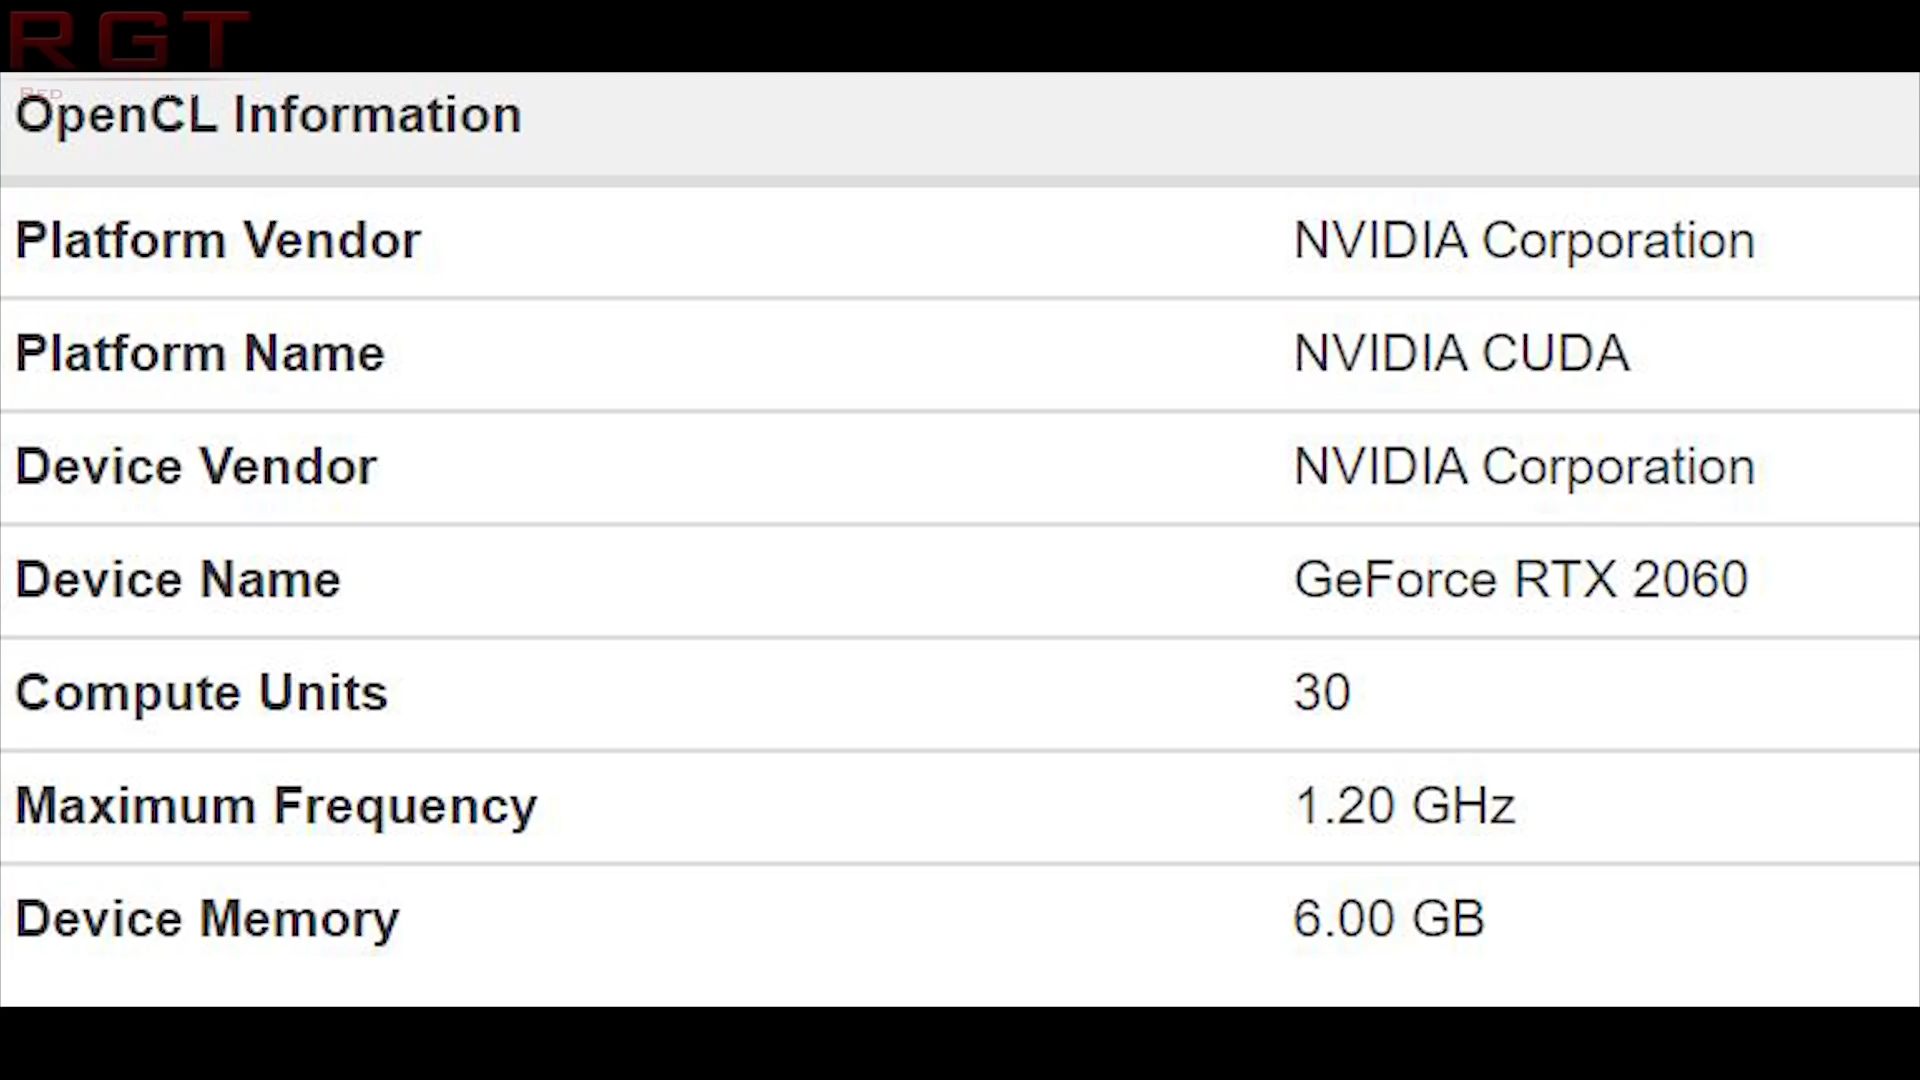 RGT
RED
OpenCL Information
Platform Vendor NVIDIA Corporation
Platform Name NVIDIA CUDA
Device Vendor NVIDIA Corporation
Device Name GeForce RTX 2060
Compute Units 30
Maximum Frequency 1.20 GHz
Device Memory 6.00 GB